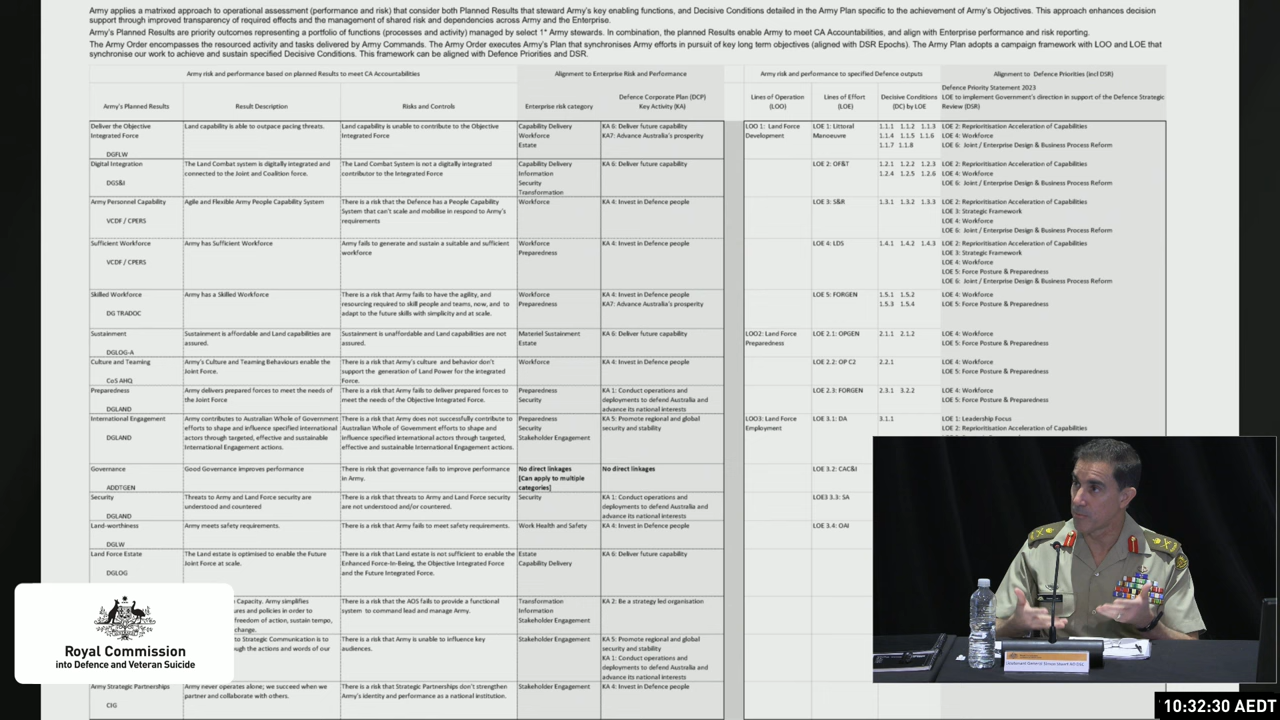 Army applies a matrixed approach to operational assessment (performance and risk) that consider both Planned Results that steward Army's key enabling functions, and Decisive Conditions detailed in the Army Plan specific to the achievement of Army's Objectives. This approach enhances decision
support through improved transparency of required effects and the management of shared risk and dependencies across Army and the Enterprise.
Army's Planned Results are priority outcomes representing a portfolio of functions (processes and activity) managed by select 1* Army stewards. In combination, the planned Results enable Army to meet CA Accountabilities, and align with Enterprise performance and risk reporting.
The Army Order encompasses the resourced activity and tasks delivered by Army Commands. The Army Order executes Army's Plan that synchronises Army efforts in pursuit of key long term objectives (aligned with DSR Epochs). The Army Plan adopts a campaign framework with LOO and LOE that
synchronise our work to achieve and sustain specified Decisive Conditions. This framework can be aligned with Defence Priorities and DSR.
Army risk and performance based on planned Results to meet CA Accountabilities
Alignment to Enterprise Risk and Performance
Army risk and performance to specified Defence outputs
Alignment to Defence Priorities (incl DSR)
Army's Planned Results
Result Description
Risks and Controls
Enterprise risk category
Defence Corporate Plan (DCP)
Key Activity (KA)
Lines of Operation
(LOO)
Lines of Effort
(LOE)
Decisive Conditions
(DC) by LOE
Defence Priority Statement 2023
LOE to implement Government's direction in support of the Defence Strategic
Review (DSR)
Deliver the Objective
Integrated Force
DGFLW
Land capability is able to outpace pacing threats.
Land capability is unable to contribute to the Objective
Integrated Force
Capability Delivery
Workforce
Estate
KA 6: Deliver future capability
KA7: Advance Australia's prosperity
LOO 1: Land Force
Development
LOE 1: Littoral
Manoeuvre
1.1.1 1.1.2 1.1.3
1.1.4 1.1.5 1.1.6
1.1.7 1.1.8
LOE 2: Reprioritisation Acceleration of Capabilities
LOE 4: Workforce
LOE 6: Joint / Enterprise Design & Business Process Reform
Digital Integration
DGS&I
The Land Combat system is digitally integrated and
connected to the Joint and Coalition force.
The Land Combat System is not a digitally integrated
contributor to the Integrated Force
Capability Delivery
Information
Security
Transformation
KA 6: Deliver future capability
LOE 2: OF&T
1.2.1 1.2.2 1.2.3
1.2.4 1.2.5 1.2.6
LOE 2: Reprioritisation Acceleration of Capabilities
LOE 4: Workforce
LOE 6: Joint / Enterprise Design & Business Process Reform
Army Personnel Capability
VCDF / CPERS
Agile and Flexible Army People Capability System
There is a risk that the Defence has a People Capability
System that can't scale and mobilise in respond to Army's
requirements
Workforce
KA 4: Invest in Defence people
LOE 3: S&R
1.3.1 1.3.2 1.3.3
LOE 2: Reprioritisation Acceleration of Capabilities
LOE 3: Strategic Framework
LOE 4: Workforce
LOE 6: Joint / Enterprise Design & Business Process Reform
Sufficient Workforce
VCDF / CPERS
Army has Sufficient Workforce
Army fails to generate and sustain a suitable and sufficient
workforce
Workforce
Preparedness
KA 4: Invest in Defence people
LOE 4: LDS
1.4.1 1.4.2 1.4.3
LOE 2: Reprioritisation Acceleration of Capabilities
LOE 3: Strategic Framework
LOE 4: Workforce
LOE 5: Force Posture & Preparedness
LOE 6: Joint / Enterprise Design & Business Process Reform
Skilled Workforce
DG TRADOC
Army has a Skilled Workforce
There is a risk that Army fails to have the agility, and
resourcing required to skill people and teams, now, and to
adapt to the future skills with simplicity and at scale.
Workforce
Preparedness
KA 4: Invest in Defence people
KA7: Advance Australia's prosperity
LOE 5: FORGEN
1.5.1 1.5.2
1.5.3 1.5.4
LOE 4: Workforce
LOE 5: Force Posture & Preparedness
Sustainment
DGLOG-A
Sustainment is affordable and Land capabilities are
assured.
Sustainment is unaffordable and Land capabilities are not
assured.
Materiel Sustainment
Estate
KA 6: Deliver future capability
LOO2: Land Force
Preparedness
LOE 2.1: OPGEN
2.1.1 2.1.2
LOE 4: Workforce
LOE 5: Force Posture & Preparedness
Culture and Teaming
CoS AHQ
Army's Culture and Teaming Behaviours enable the
Joint Force.
There is a risk that Army's culture and behavior don't
support the generation of Land Power for the integrated
Force.
Workforce
KA 4: Invest in Defence people
LOE 2.2: OP C2
2.2.1
LOE 4: Workforce
LOE 5: Force Posture & Preparedness
Preparedness
DGLAND
Army delivers prepared forces to meet the needs of
the Joint Force
There is a risk that Army fails to deliver prepared forces to
meet the needs of the Objective Integrated Force.
Preparedness
Security
KA 1: Conduct operations and
deployments to defend Australia and
advance its national interests
LOE 2.3: FORGEN
2.3.1 3.2.2
LOE 4: Workforce
LOE 5: Force Posture & Preparedness
International Engagement
DGLAND
Army contributes to Australian Whole of Government
efforts to shape and influence specified international
actors through targeted, effective and sustainable
International Engagement actions.
There is a risk that Army does not successfully contribute to
Australian Whole of Government efforts to shape and
influence specified international actors through targeted,
effective and sustainable International Engagement actions.
Preparedness
Security
Stakeholder Engagement
KA 5: Promote regional and global
security and stability
LOO3: Land Force
Employment
LOE 3.1: DA
3.1.1
LOE 1: Leadership Focus
LOE 2: Reprioritisation Acceleration of Capabilities
Governance
ADDTGEN
Good Governance improves performance
There is risk that governance fails to improve performance
in Army.
No direct linkages
[Can apply to multiple
categories]
No direct linkages
LOE 3.2: CAC&I
Security
DGLAND
Threats to Army and Land Force security are
understood and countered
There is a risk that threats to Army and Land Force security
are not understood and/or countered.
Security
KA 1: Conduct operations and
deployments to defend Australia and
advance its national interests
LOE3 3.3: SA
Land-worthiness
DGLW
Army meets safety requirements.
There is a risk that Army fails to meet safety requirements.
Work Health and Safety
KA 4: Invest in Defence people
LOE 3.4: OAI
Land Force Estate
DGLOG
The Land estate is optimised to enable the Future
Joint Force at scale.
There is a risk that Land estate is not sufficient to enable the
Enhanced Force-In-Being, the Objective Integrated Force
and the Future Integrated Force.
Estate
Capability Delivery
KA 6: Deliver future capability
Capacity. Army simplifies
ures and policies in order to
freedom of action, sustain tempo,
change.
There is a risk that the AOS fails to provide a functional
system to command lead and manage Army.
Transformation
Information
Stakeholder Engagement
KA 2: Be a strategy led organisation
to Strategic Communication is to
ugh the actions and words of our
There is a risk that Army is unable to influence key
audiences.
Stakeholder Engagement
KA 5: Promote regional and global
security and stability
KA 1: Conduct operations and
deployments to defend Australia and
advance its national interests
Army Strategic Partnerships
CIG
Army never operates alone; we succeed when we
partner and collaborate with others.
There is a risk that Strategic Partnerships don't strengthen
Army's identity and performance as a national institution.
Stakeholder Engagement
KA 4: Invest in Defence people
Royal Commission
into Defence and Veteran Suicide
Lieutenant General Simon Stuart AO DSC
10:32:30 AEDT